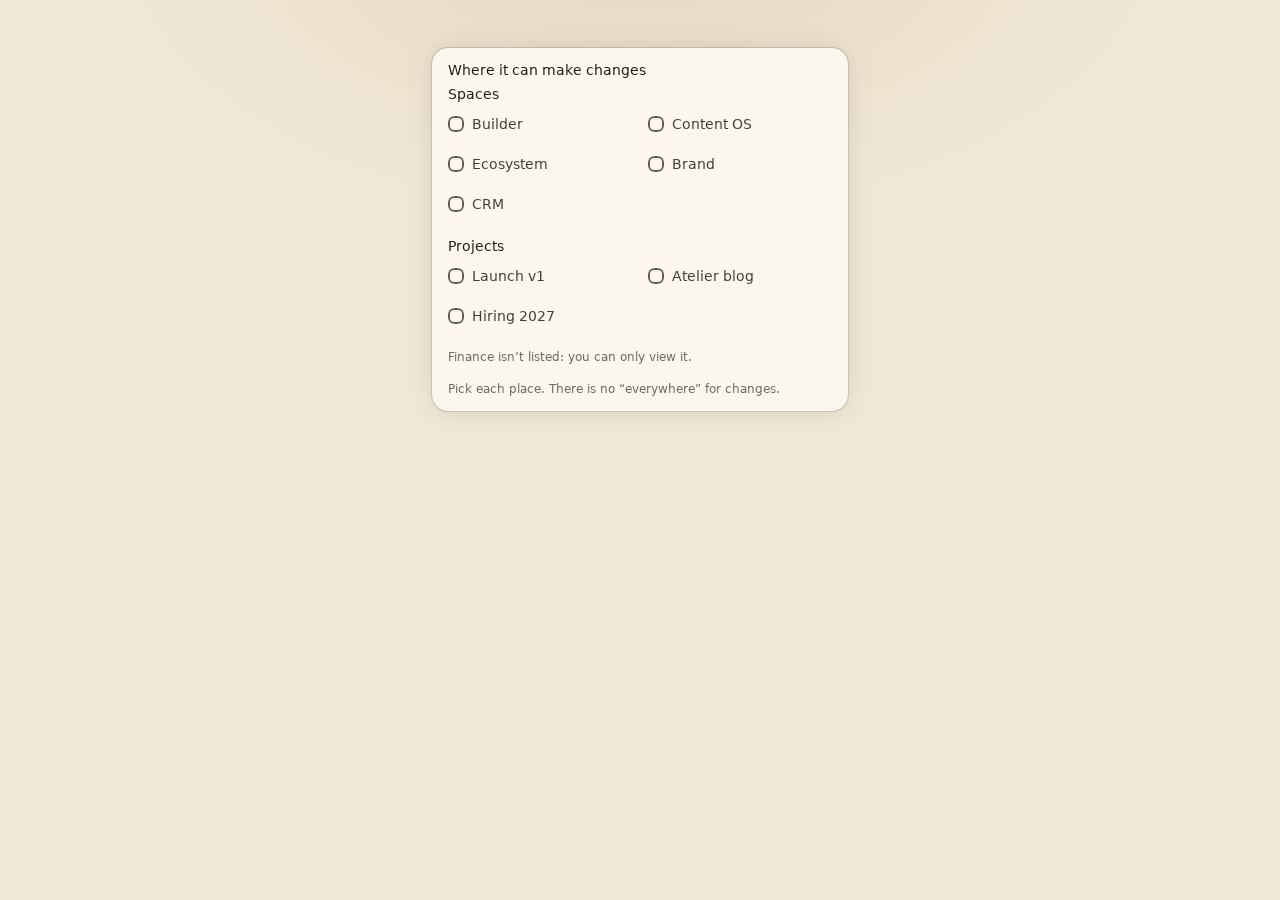 Where it can make changes
Spaces
Builder
Content OS
Ecosystem
Brand
CRM
Projects
Launch v1
Atelier blog
Hiring 2027
Finance isn’t listed: you can only view it.
Pick each place. There is no “everywhere” for changes.